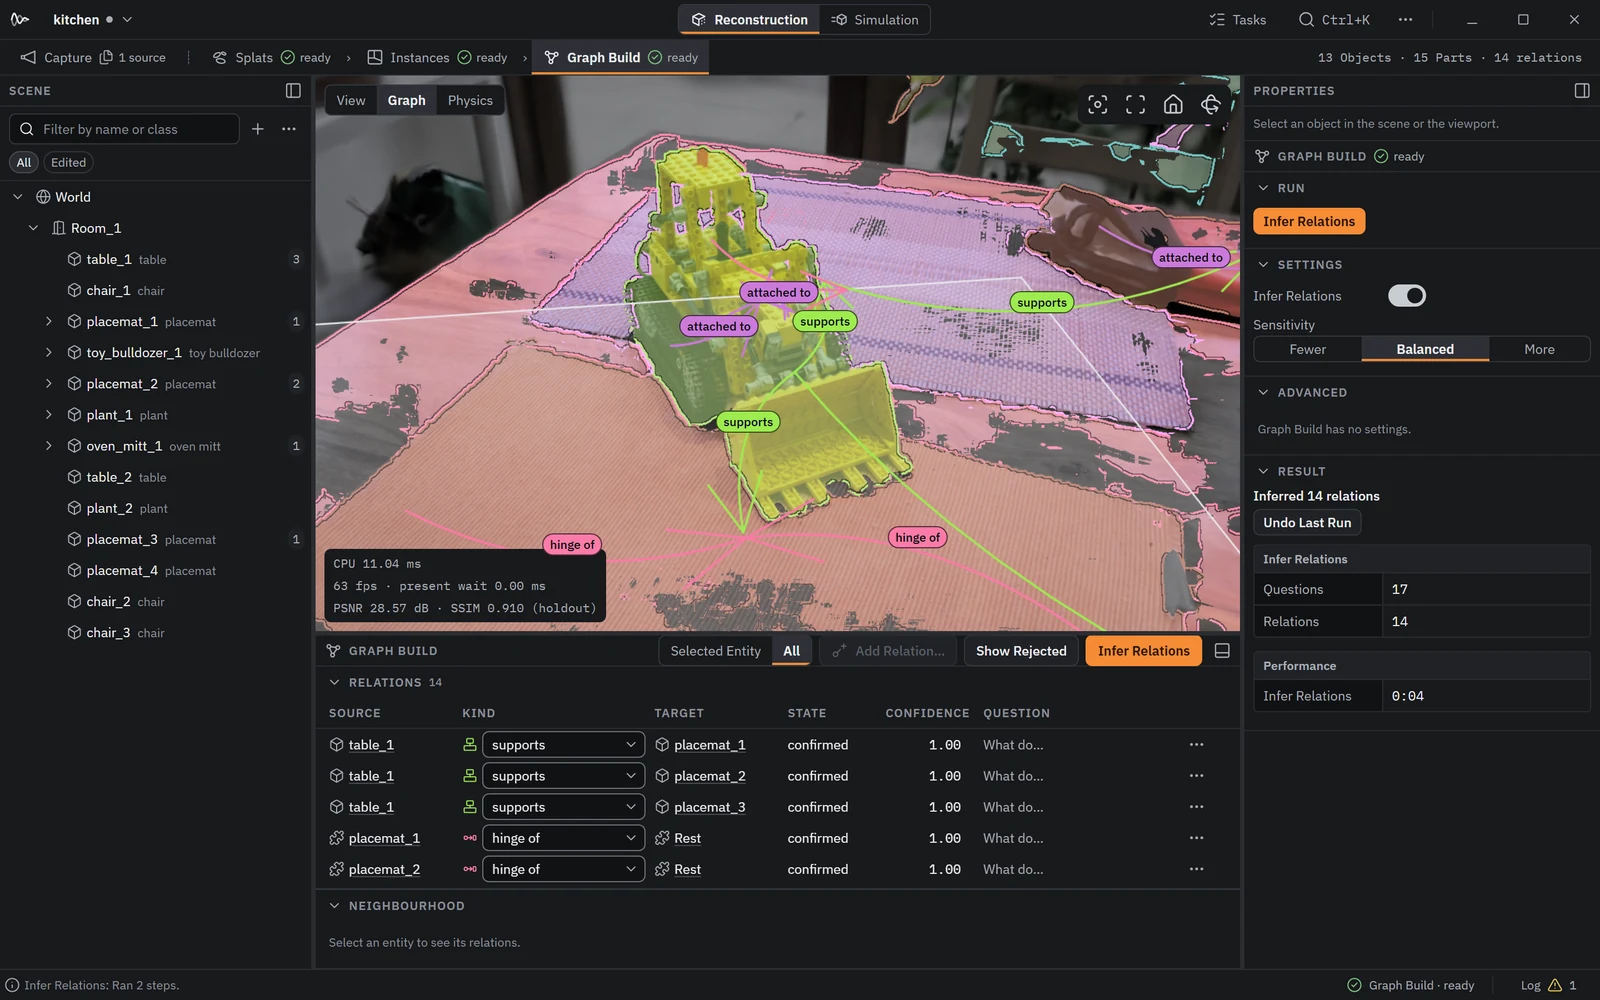 kitchen
Reconstruction
Simulation
Tasks
Ctrl+K
Capture
1 source
Splats
ready
Instances
ready
Graph Build
ready
13 Objects · 15 Parts · 14 relations
SCENE
Filter by name or class
All
Edited
World
Room_1
table_1 table 3
chair_1 chair
placemat_1 placemat 1
toy_bulldozer_1 toy bulldozer
placemat_2 placemat 2
plant_1 plant
oven_mitt_1 oven mitt 1
table_2 table
plant_2 plant
placemat_3 placemat 1
placemat_4 placemat
chair_2 chair
chair_3 chair
View
Graph
Physics
attached to
attached to
supports
attached to
supports
supports
hinge of
hinge of
CPU 11.04 ms
63 fps · present wait 0.00 ms
PSNR 28.57 dB · SSIM 0.910 (holdout)
GRAPH BUILD
Selected Entity
All
Add Relation...
Show Rejected
Infer Relations
RELATIONS 14
SOURCE KIND TARGET STATE CONFIDENCE QUESTION
table_1 supports placemat_1 confirmed 1.00 What do...
table_1 supports placemat_2 confirmed 1.00 What do...
table_1 supports placemat_3 confirmed 1.00 What do...
placemat_1 hinge of Rest confirmed 1.00 What do...
placemat_2 hinge of Rest confirmed 1.00 What do...
NEIGHBOURHOOD
Select an entity to see its relations.
PROPERTIES
Select an object in the scene or the viewport.
GRAPH BUILD ready
RUN
Infer Relations
SETTINGS
Infer Relations
Sensitivity
Fewer
Balanced
More
ADVANCED
Graph Build has no settings.
RESULT
Inferred 14 relations
Undo Last Run
Infer Relations
Questions 17
Relations 14
Performance
Infer Relations 0:04
Infer Relations: Ran 2 steps.
Graph Build · ready
Log 1